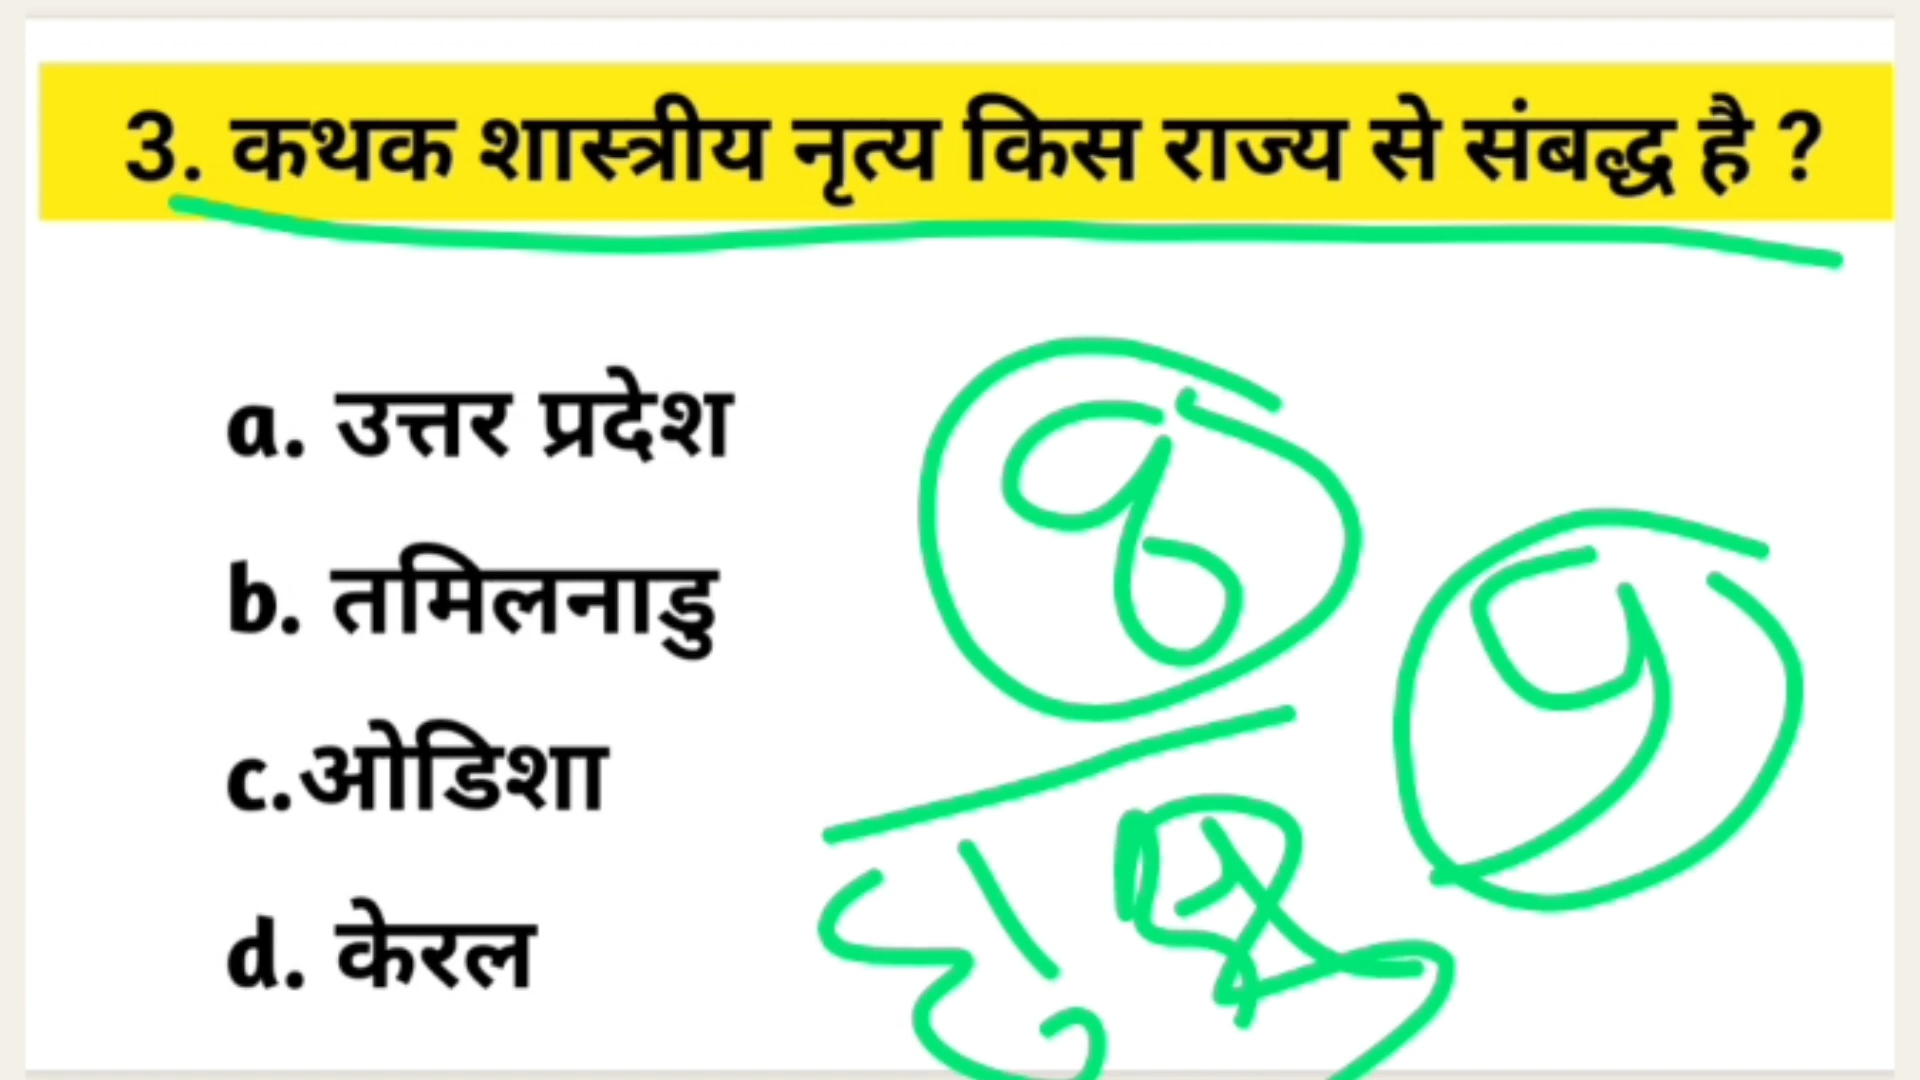 3. कथक शास्त्रीय नृत्य किस राज्य से संबद्ध है ?
a. उत्तर प्रदेश
b. तमिलनाडु
c.ओडिशा
d. केरल